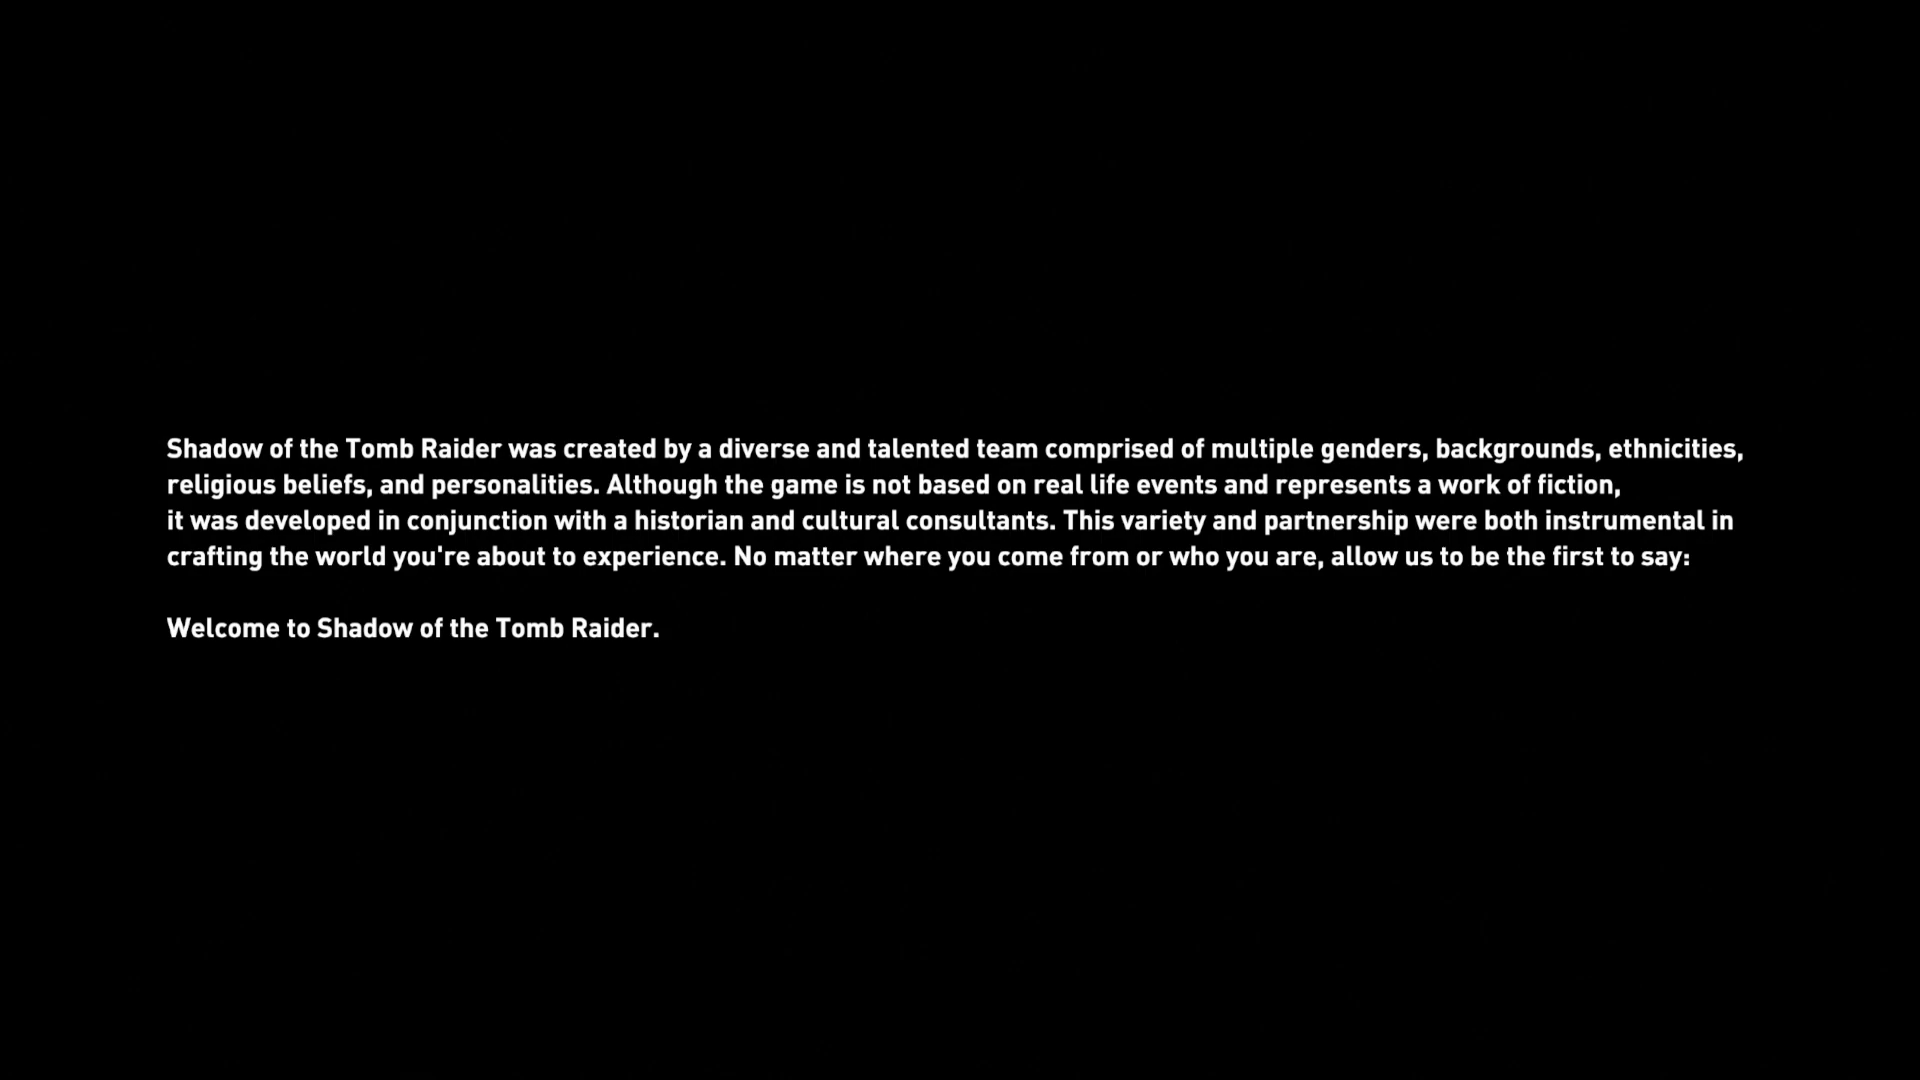 Shadow of the Tomb Raider was created by a diverse and talented team comprised of multiple genders, backgrounds, ethnicities,
religious beliefs, and personalities. Although the game is not based on real life events and represents a work of fiction,
it was developed in conjunction with a historian and cultural consultants. This variety and partnership were both instrumental in
crafting the world you're about to experience. No matter where you come from or who you are, allow us to be the first to say:
Welcome to Shadow of the Tomb Raider.